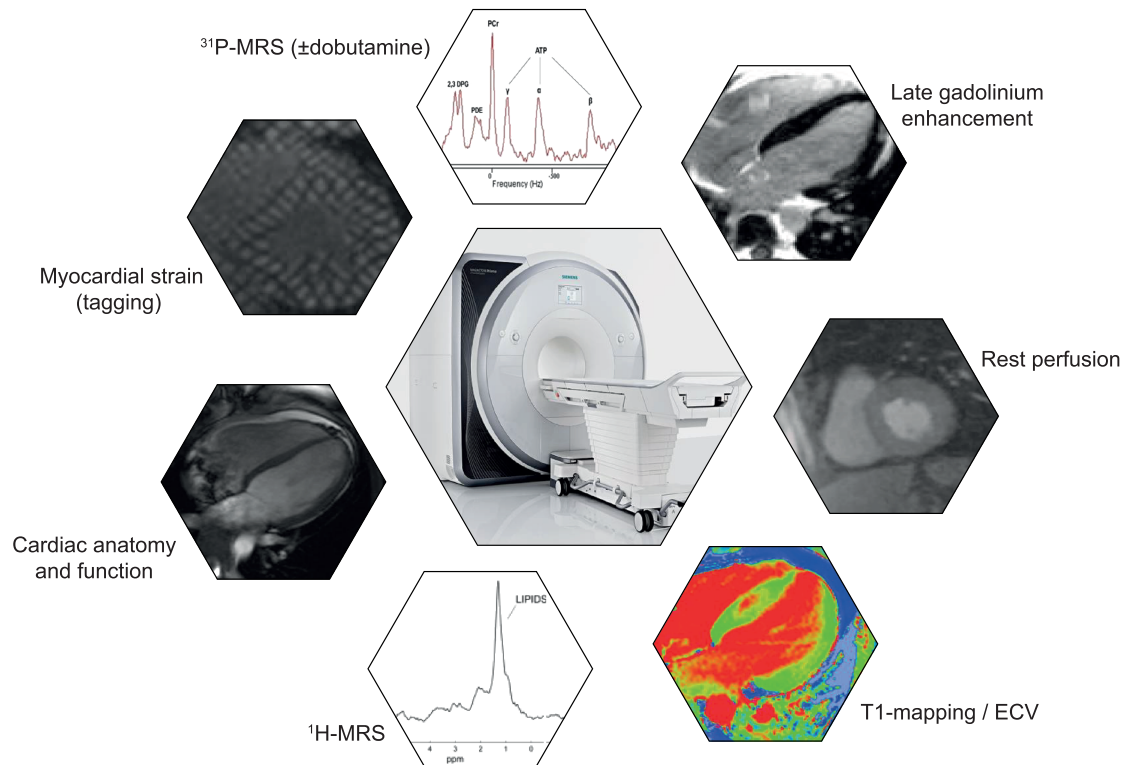 ³¹P-MRS (±dobutamine)
PCr
ATP
2,3 DPG
PDE
γ
α
β
0
-500
Frequency (Hz)
Late gadolinium
enhancement
Myocardial strain
(tagging)
SIEMENS
Rest perfusion
Cardiac anatomy
and function
LIPIDS
4 3 2 1 0
ppm
¹H-MRS
T1-mapping / ECV